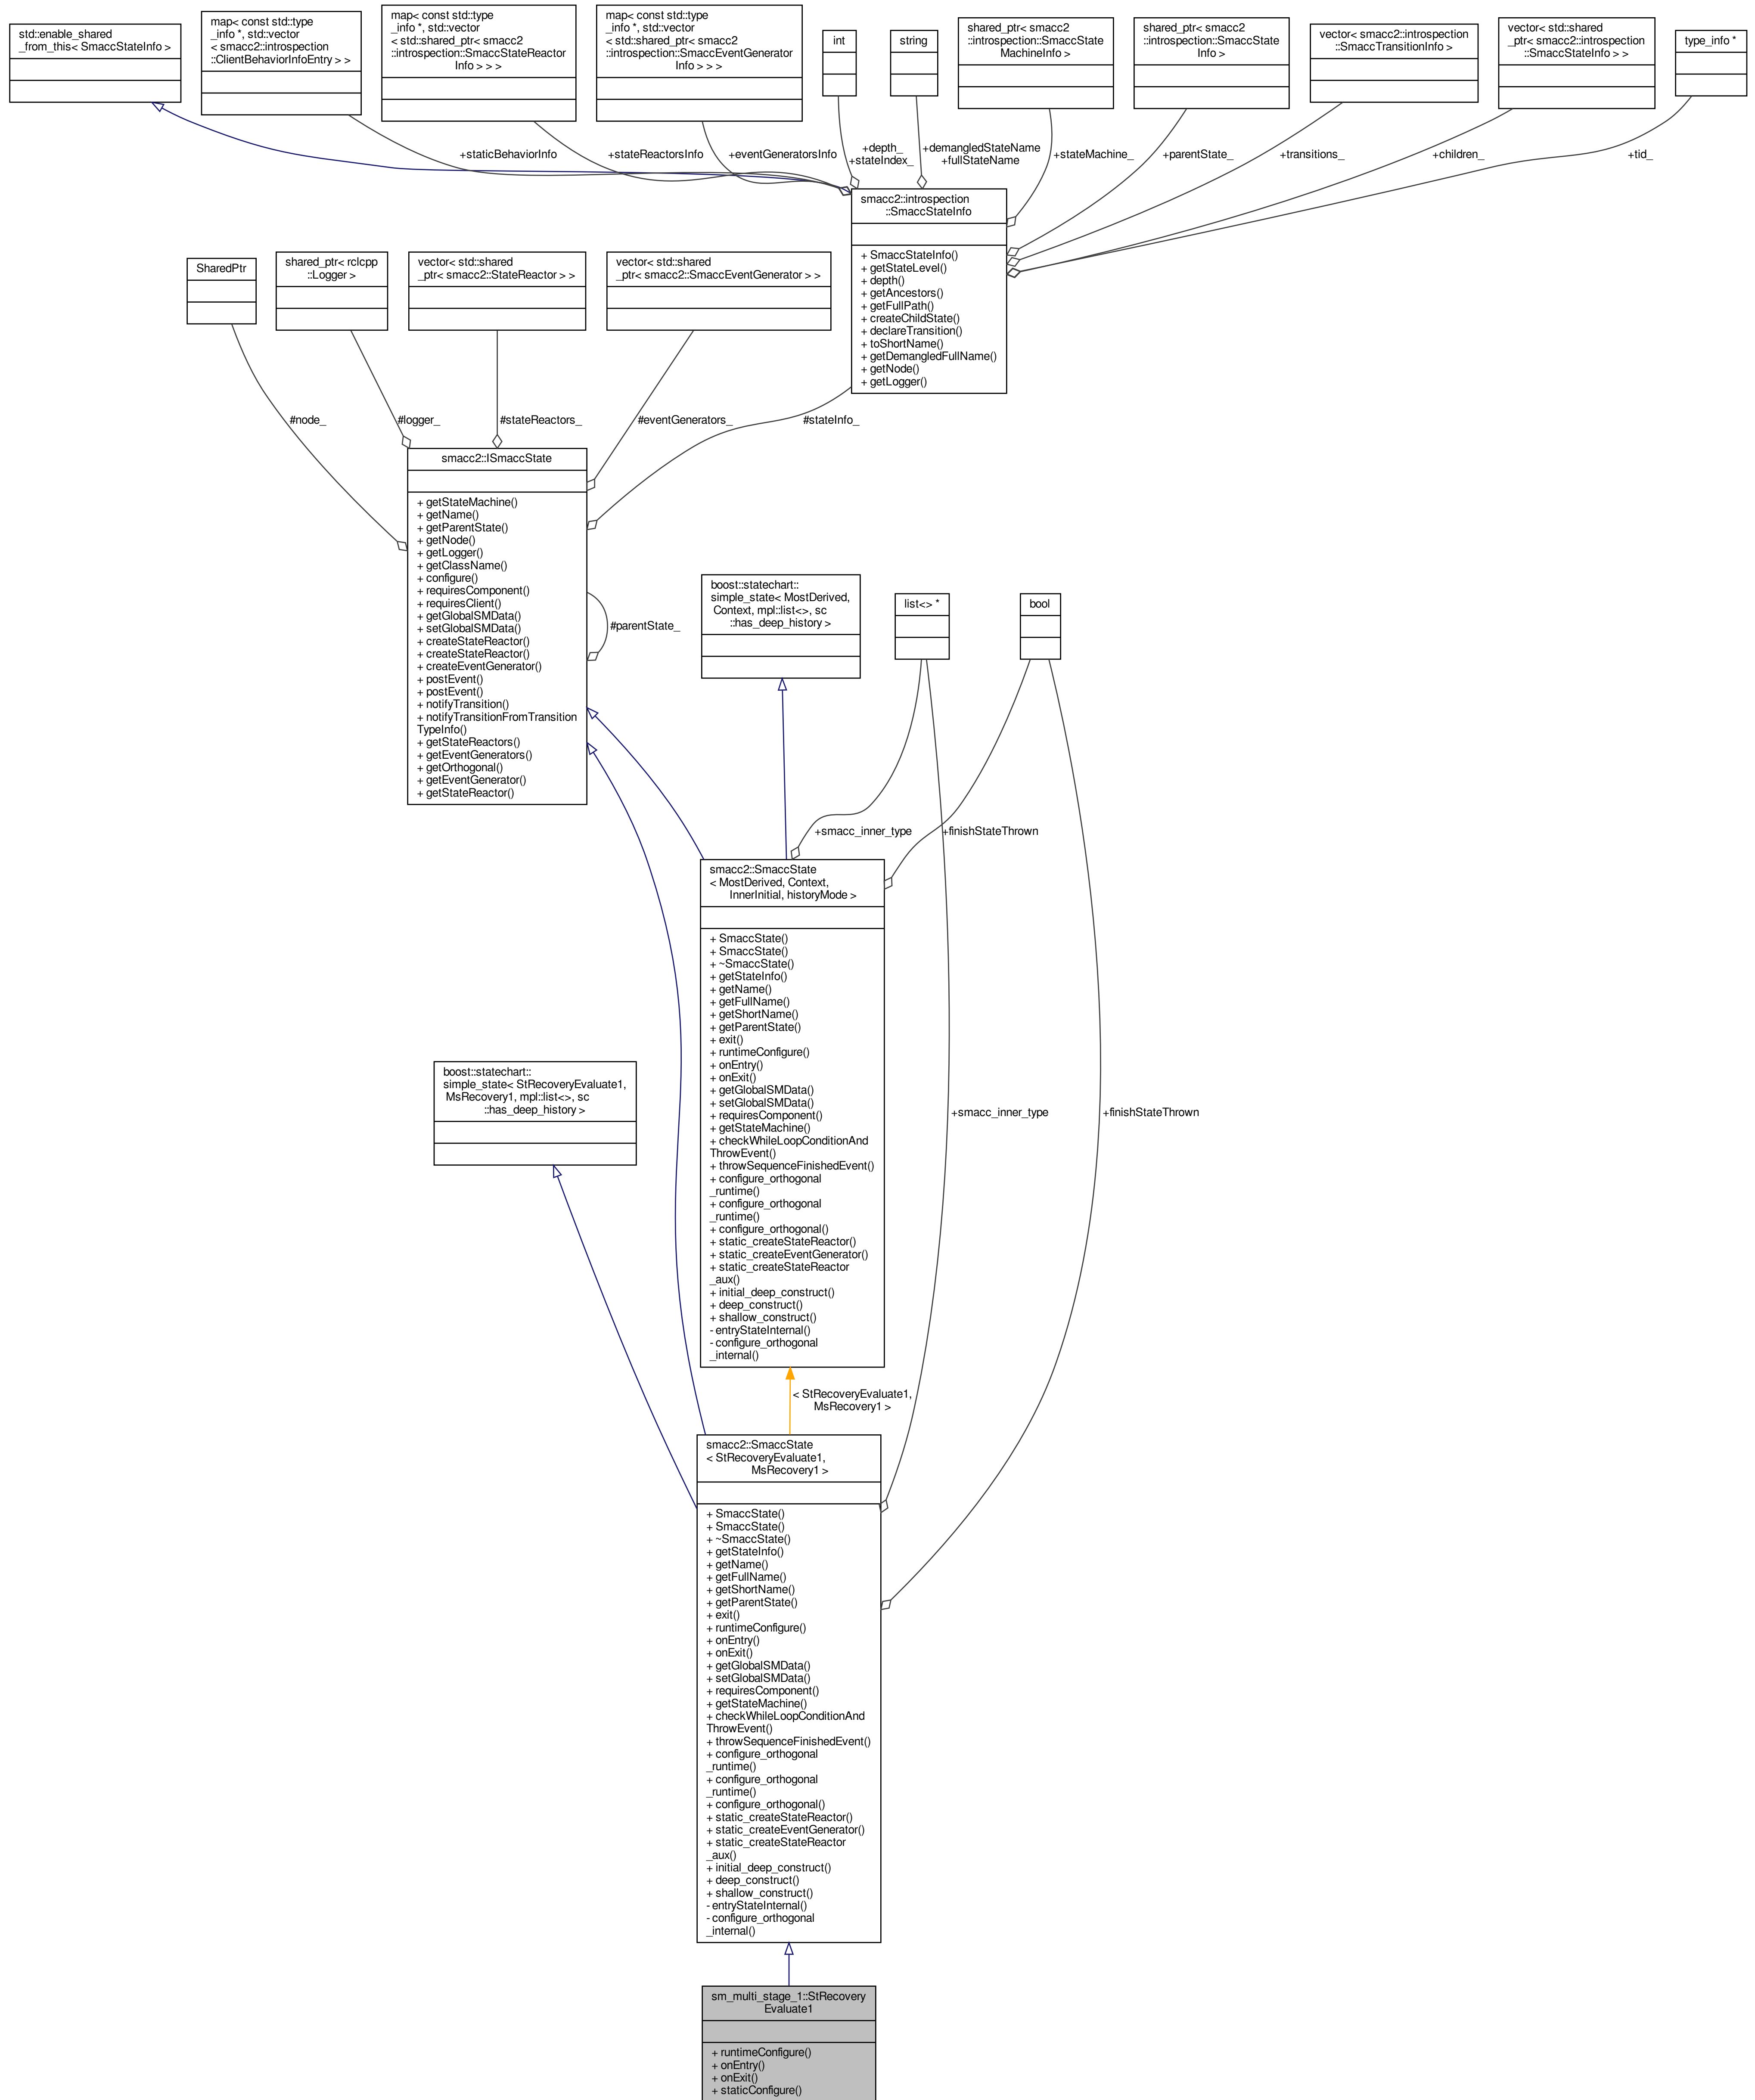 std::enable_shared
_from_this< SmaccStateInfo >
map< const std::type
_info *, std::vector
< smacc2::introspection
::ClientBehaviorInfoEntry > >
map< const std::type
_info *, std::vector
< std::shared_ptr< smacc2
::introspection::SmaccStateReactor
Info > > >
map< const std::type
_info *, std::vector
< std::shared_ptr< smacc2
::introspection::SmaccEventGenerator
Info > > >
int
string
shared_ptr< smacc2
::introspection::SmaccState
MachineInfo >
shared_ptr< smacc2
::introspection::SmaccState
Info >
vector< smacc2::introspection
::SmaccTransitionInfo >
vector< std::shared
_ptr< smacc2::introspection
::SmaccStateInfo > >
type_info *
+staticBehaviorInfo
+stateReactorsInfo
+eventGeneratorsInfo
+depth_
+stateIndex_
+demangledStateName
+fullStateName
+stateMachine_
+parentState_
+transitions_
+children_
+tid_
smacc2::introspection
::SmaccStateInfo
+ SmaccStateInfo()
+ getStateLevel()
+ depth()
+ getAncestors()
+ getFullPath()
+ createChildState()
+ declareTransition()
+ toShortName()
+ getDemangledFullName()
+ getNode()
+ getLogger()
SharedPtr
shared_ptr< rclcpp
::Logger >
vector< std::shared
_ptr< smacc2::StateReactor > >
vector< std::shared
_ptr< smacc2::SmaccEventGenerator > >
#node_
#logger_
#stateReactors_
#eventGenerators_
#stateInfo_
smacc2::ISmaccState
+ getStateMachine()
+ getName()
+ getParentState()
+ getNode()
+ getLogger()
+ getClassName()
+ configure()
+ requiresComponent()
+ requiresClient()
+ getGlobalSMData()
+ setGlobalSMData()
+ createStateReactor()
+ createStateReactor()
+ createEventGenerator()
+ postEvent()
+ postEvent()
+ notifyTransition()
+ notifyTransitionFromTransition
TypeInfo()
+ getStateReactors()
+ getEventGenerators()
+ getOrthogonal()
+ getEventGenerator()
+ getStateReactor()
#parentState_
boost::statechart::
simple_state< MostDerived,
Context, mpl::list<>, sc
::has_deep_history >
list<> *
bool
+smacc_inner_type
+finishStateThrown
smacc2::SmaccState
< MostDerived, Context,
InnerInitial, historyMode >
+ SmaccState()
+ SmaccState()
+ ~SmaccState()
+ getStateInfo()
+ getName()
+ getFullName()
+ getShortName()
+ getParentState()
+ exit()
+ runtimeConfigure()
+ onEntry()
+ onExit()
+ getGlobalSMData()
+ setGlobalSMData()
+ requiresComponent()
+ getStateMachine()
+ checkWhileLoopConditionAnd
ThrowEvent()
+ throwSequenceFinishedEvent()
+ configure_orthogonal
_runtime()
+ configure_orthogonal
_runtime()
+ configure_orthogonal()
+ static_createStateReactor()
+ static_createEventGenerator()
+ static_createStateReactor
_aux()
+ initial_deep_construct()
+ deep_construct()
+ shallow_construct()
- entryStateInternal()
- configure_orthogonal
_internal()
boost::statechart::
simple_state< StRecoveryEvaluate1,
MsRecovery1, mpl::list<>, sc
::has_deep_history >
+smacc_inner_type
+finishStateThrown
< StRecoveryEvaluate1,
MsRecovery1 >
smacc2::SmaccState
< StRecoveryEvaluate1,
MsRecovery1 >
+ SmaccState()
+ SmaccState()
+ ~SmaccState()
+ getStateInfo()
+ getName()
+ getFullName()
+ getShortName()
+ getParentState()
+ exit()
+ runtimeConfigure()
+ onEntry()
+ onExit()
+ getGlobalSMData()
+ setGlobalSMData()
+ requiresComponent()
+ getStateMachine()
+ checkWhileLoopConditionAnd
ThrowEvent()
+ throwSequenceFinishedEvent()
+ configure_orthogonal
_runtime()
+ configure_orthogonal
_runtime()
+ configure_orthogonal()
+ static_createStateReactor()
+ static_createEventGenerator()
+ static_createStateReactor
_aux()
+ initial_deep_construct()
+ deep_construct()
+ shallow_construct()
- entryStateInternal()
- configure_orthogonal
_internal()
sm_multi_stage_1::StRecovery
Evaluate1
+ runtimeConfigure()
+ onEntry()
+ onExit()
+ staticConfigure()